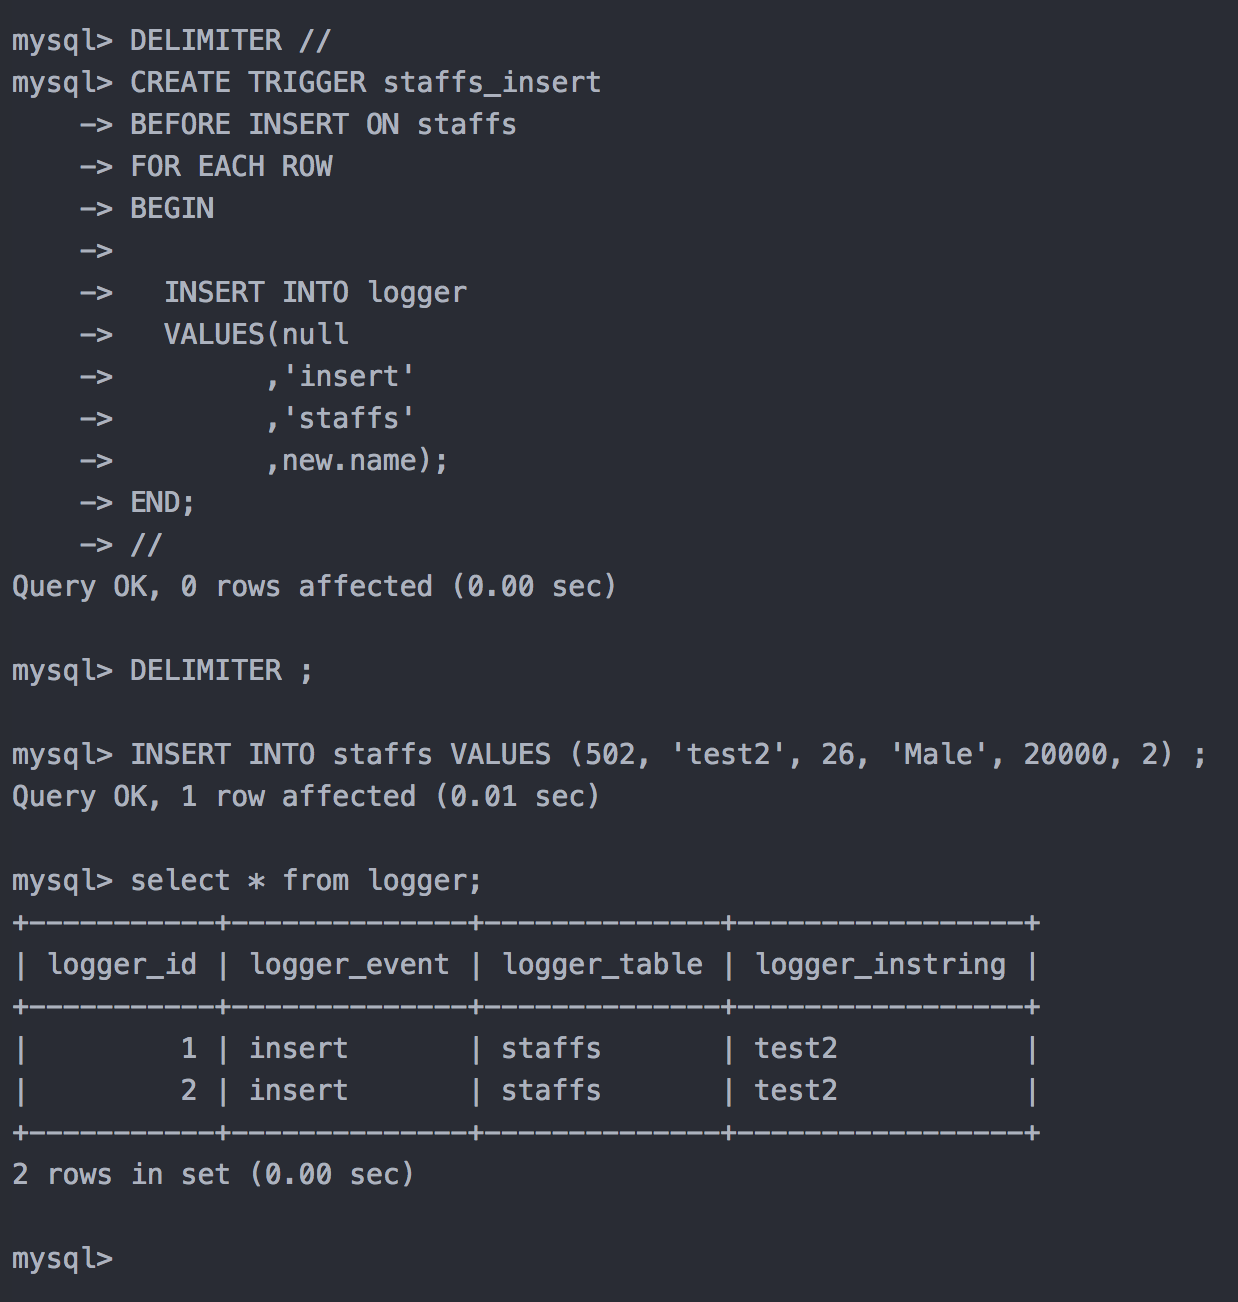 mysql> DELIMITER //
mysql> CREATE TRIGGER staffs_insert
    -> BEFORE INSERT ON staffs
    -> FOR EACH ROW
    -> BEGIN
    ->
    ->   INSERT INTO logger
    ->   VALUES(null
    ->         ,'insert'
    ->         ,'staffs'
    ->         ,new.name);
    -> END;
    -> //
Query OK, 0 rows affected (0.00 sec)

mysql> DELIMITER ;

mysql> INSERT INTO staffs VALUES (502, 'test2', 26, 'Male', 20000, 2) ;
Query OK, 1 row affected (0.01 sec)

mysql> select * from logger;
+-----------+--------------+--------------+-----------------+
| logger_id | logger_event | logger_table | logger_instring |
+-----------+--------------+--------------+-----------------+
|         1 | insert       | staffs       | test2           |
|         2 | insert       | staffs       | test2           |
+-----------+--------------+--------------+-----------------+
2 rows in set (0.00 sec)

mysql>